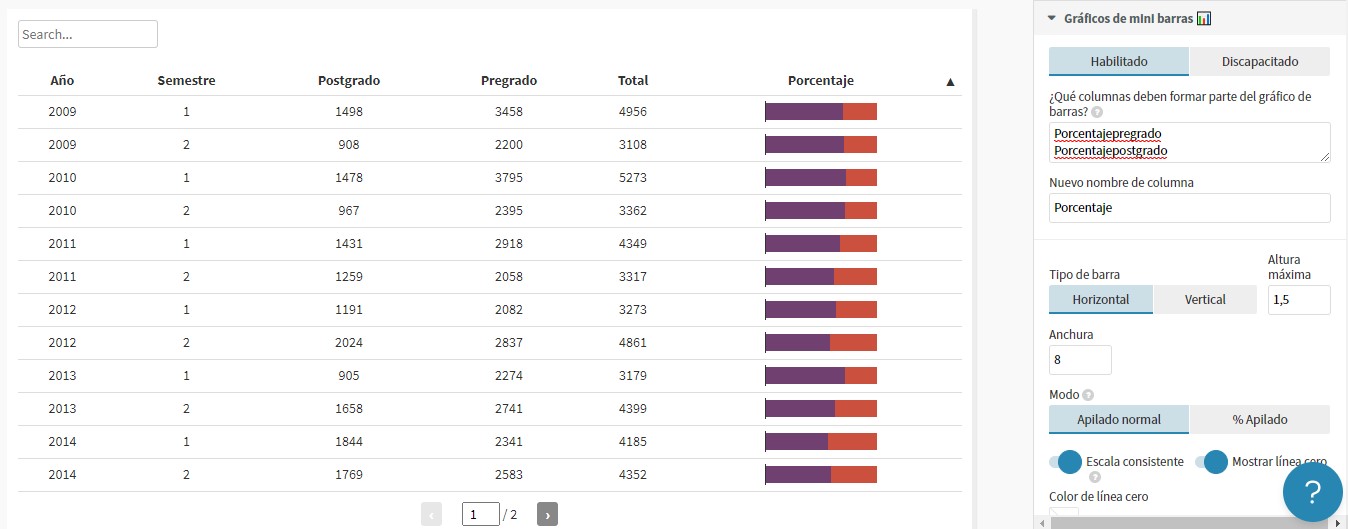 Search...
Año Semestre Postgrado Pregrado Total Porcentaje ▲
2009 1 1498 3458 4956
2009 2 908 2200 3108
2010 1 1478 3795 5273
2010 2 967 2395 3362
2011 1 1431 2918 4349
2011 2 1259 2058 3317
2012 1 1191 2082 3273
2012 2 2024 2837 4861
2013 1 905 2274 3179
2013 2 1658 2741 4399
2014 1 1844 2341 4185
2014 2 1769 2583 4352
‹ 1 / 2 ›
Gráficos de mini barras
Habilitado Discapacitado
¿Qué columnas deben formar parte del gráfico de
barras? ?
Porcentajepregrado
Porcentajepostgrado
Nuevo nombre de columna
Porcentaje
Tipo de barra
Altura
máxima
Horizontal Vertical
1,5
Anchura
8
Modo ?
Apilado normal % Apilado
Escala consistente ? Mostrar línea cero
Color de línea cero
?